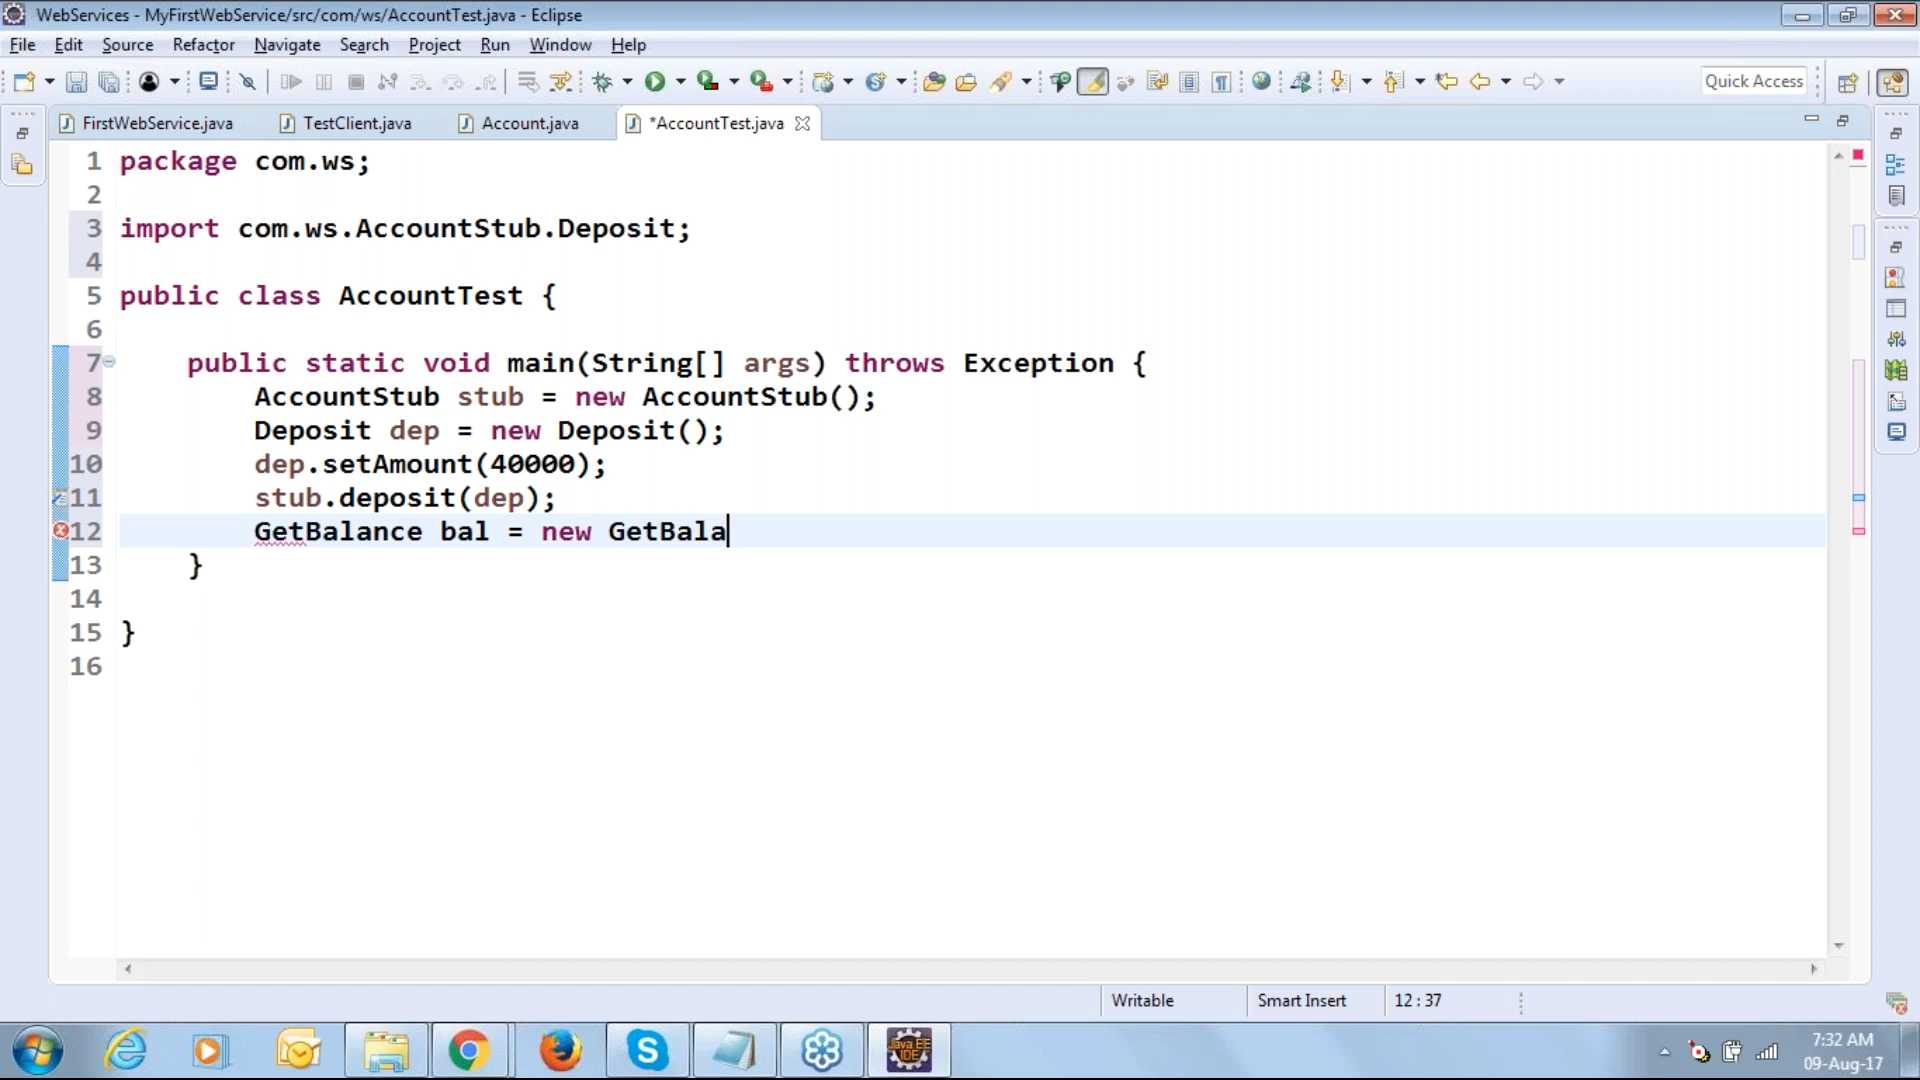 WebServices - MyFirstWebService/src/com/ws/AccountTest.java - Eclipse
File Edit Source Refactor Navigate Search Project Run Window Help
Quick Access
FirstWebService.java TestClient.java Account.java *AccountTest.java
1 package com.ws;
2
3 import com.ws.AccountStub.Deposit;
4
5 public class AccountTest {
6
7 public static void main(String[] args) throws Exception {
8 AccountStub stub = new AccountStub();
9 Deposit dep = new Deposit();
10 dep.setAmount(40000);
11 stub.deposit(dep);
12 GetBalance bal = new GetBala
13 }
14
15 }
16
Writable Smart Insert 12 : 37
Java EE
IDE
7:32 AM
09-Aug-17